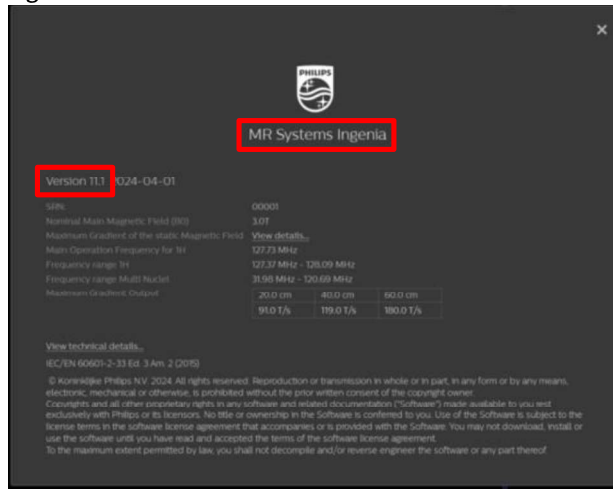 PHILIPS
MR Systems Ingenia
Version 11.1 2024-04-01
SRN: 00001
Nominal Main Magnetic Field (B0) 3.0T
Maximum Gradient of the static Magnetic Field View details...
Main Operation Frequency for 1H 127.73 MHz
Frequency range 1H 127.37 MHz - 128.09 MHz
Frequency range Multi Nuclei 31.98 MHz - 120.69 MHz
Maximum Gradient Output 20.0 cm 40.0 cm 60.0 cm
91.0 T/s 119.0 T/s 180.0 T/s
View technical details...
IEC/EN 60601-2-33 Ed. 3 Am. 2 (2015)
© Koninklijke Philips N.V. 2024. All rights reserved. Reproduction or transmission in whole or in part, in any form or by any means,
electronic, mechanical or otherwise, is prohibited without the prior written consent of the copyright owner.
Copyrights and all other proprietary rights in any software and related documentation ("Software") made available to you rest
exclusively with Philips or its licensors. No title or ownership in the Software is conferred to you. Use of the Software is subject to the
license terms in the software license agreement that accompanies or is provided with the Software. You may not download, install or
use the software until you have read and accepted the terms of the software license agreement.
To the maximum extent permitted by law, you shall not decompile and/or reverse engineer the software or any part thereof.